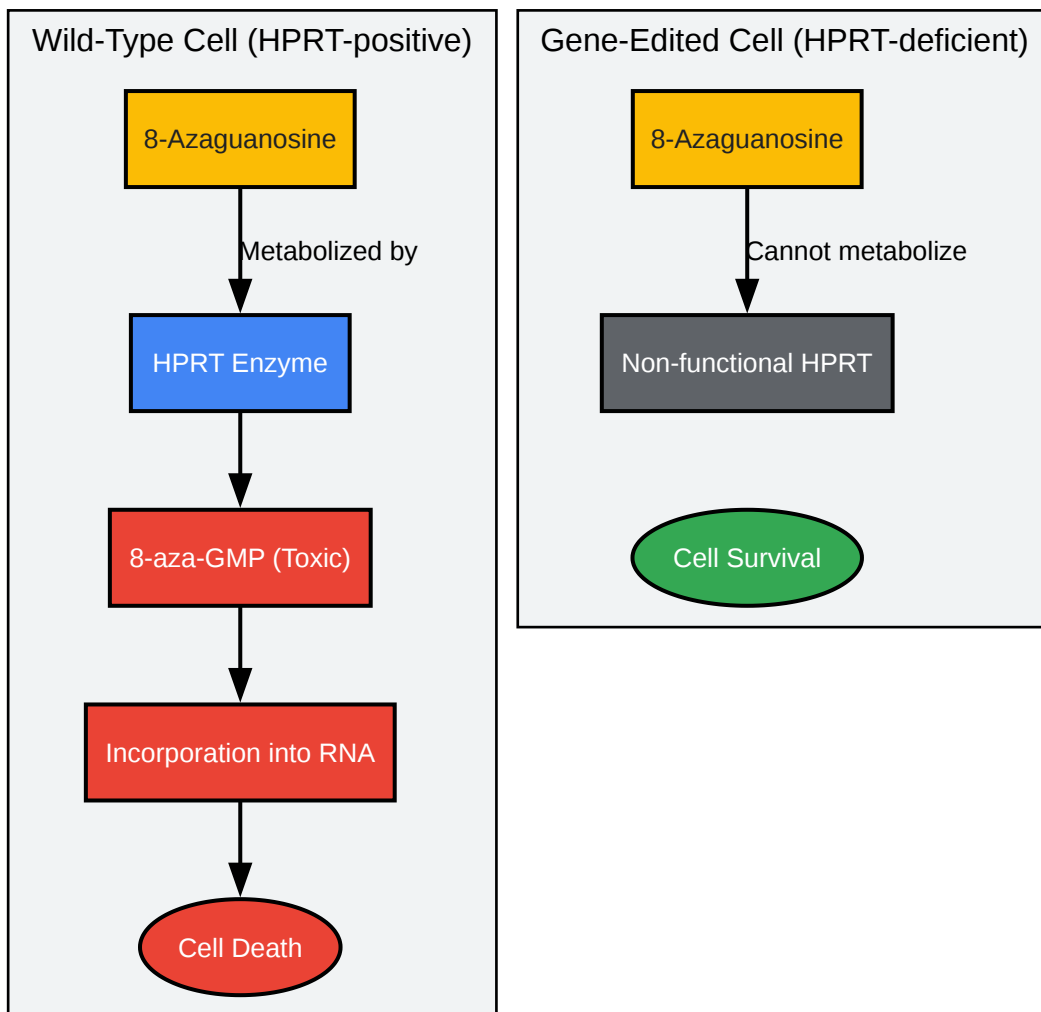 Wild-Type Cell (HPRT-positive)
8-Azaguanosine
Metabolized by
HPRT Enzyme
8-aza-GMP (Toxic)
Incorporation into RNA
Cell Death
Gene-Edited Cell (HPRT-deficient)
8-Azaguanosine
Cannot metabolize
Non-functional HPRT
Cell Survival